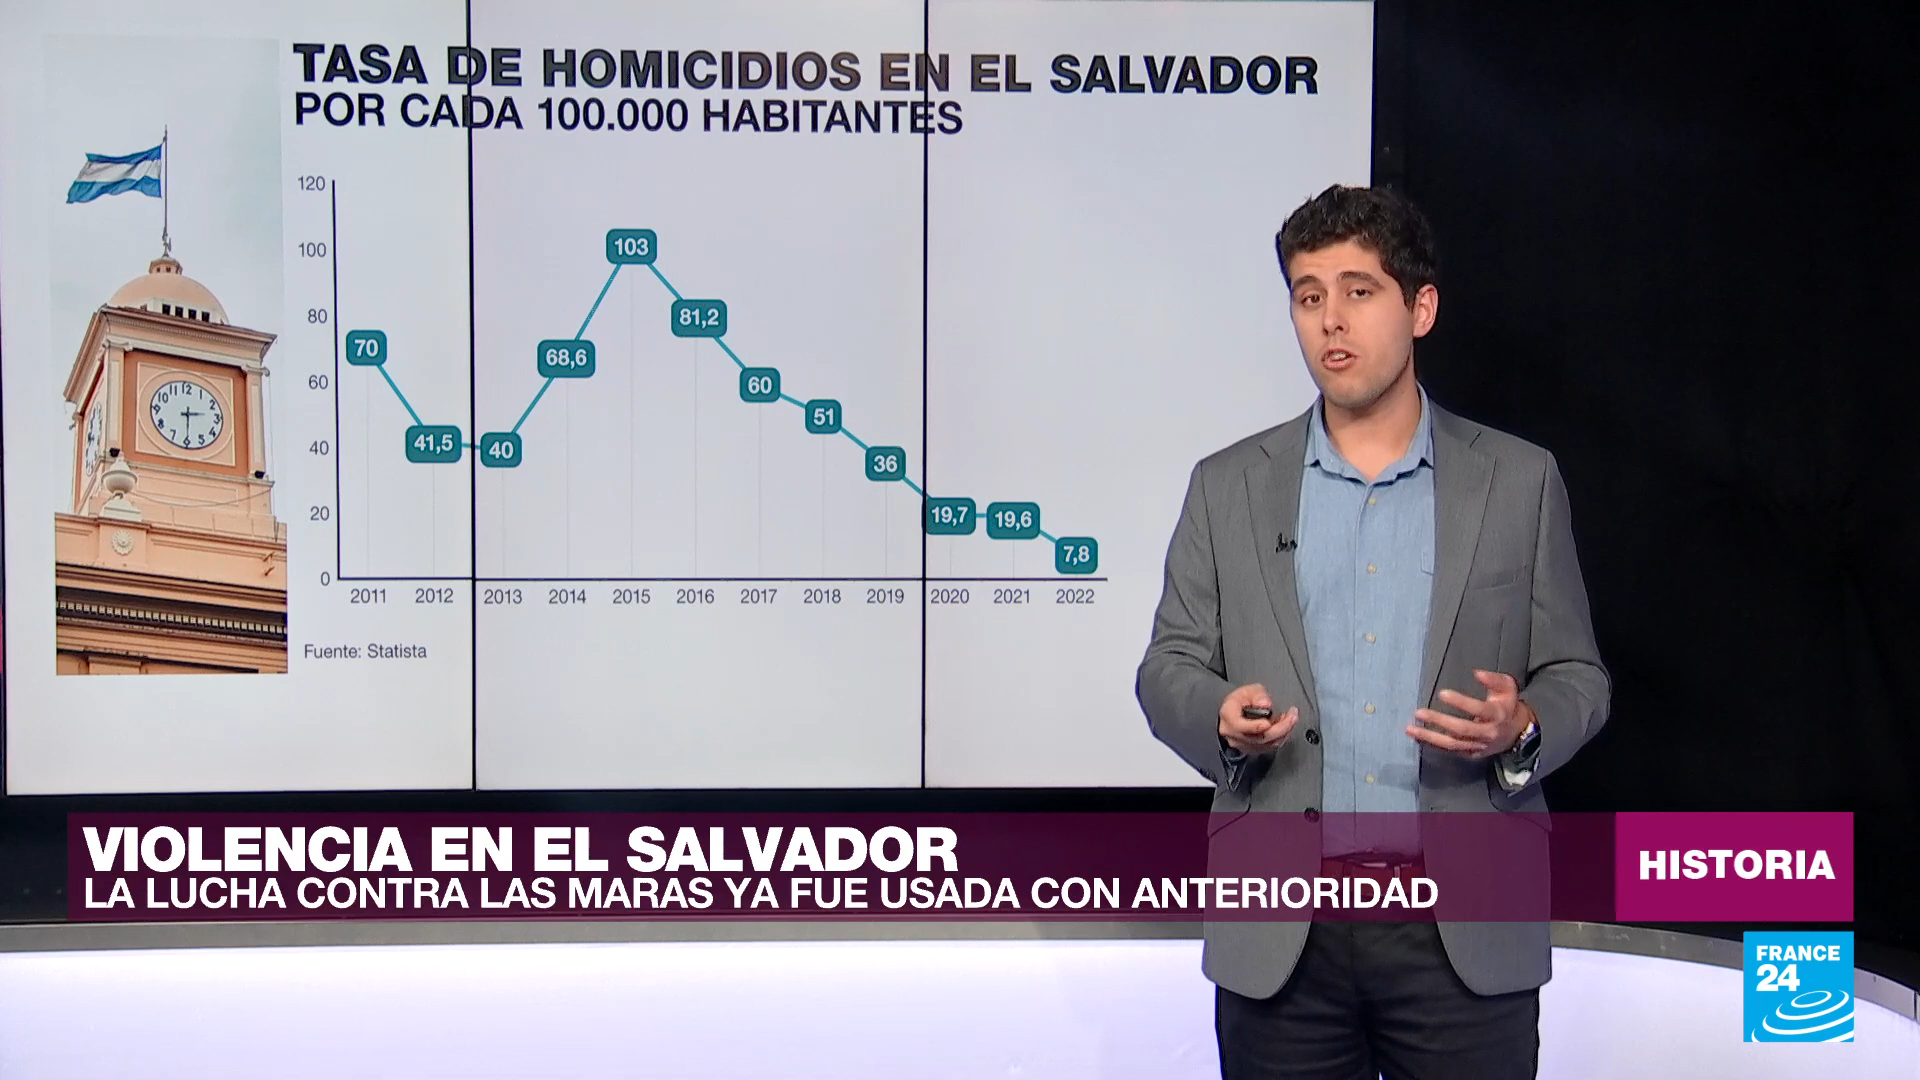 TASA DE HOMICIDIOS EN EL SALVADOR
POR CADA 100.000 HABITANTES
120
100
80
60
40
20
0
70
41,5
40
68,6
103
81,2
60
51
36
19,7
19,6
7,8
2011 2012 2013 2014 2015 2016 2017 2018 2019 2020 2021 2022
Fuente: Statista
VIOLENCIA EN EL SALVADOR
LA LUCHA CONTRA LAS MARAS YA FUE USADA CON ANTERIORIDAD
HISTORIA
FRANCE
24